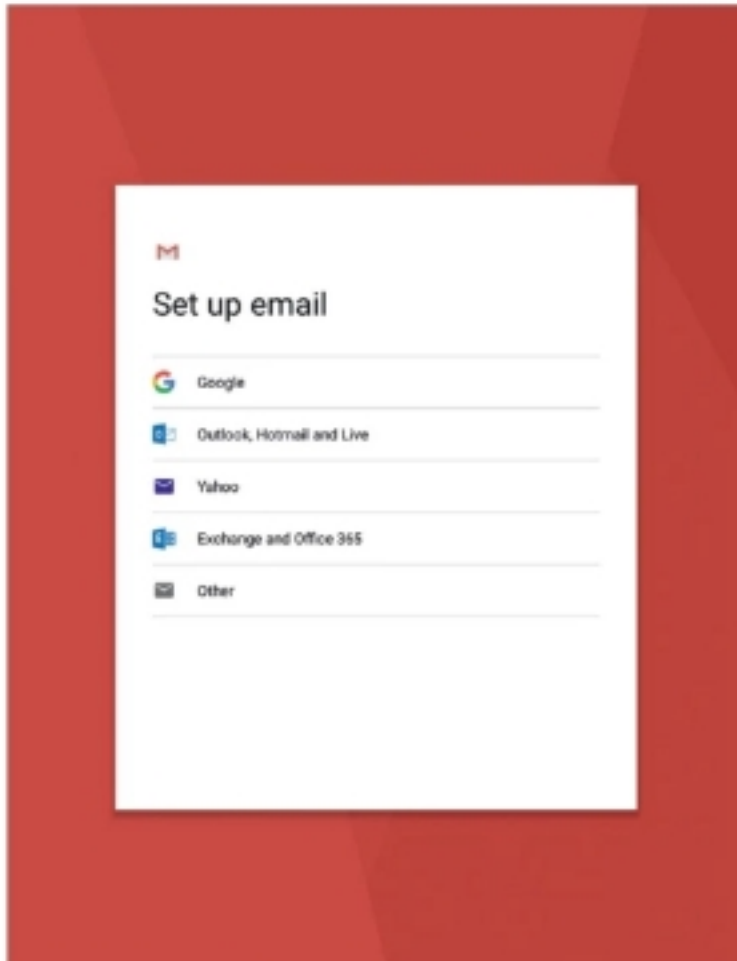 Set up email
Google
Outlook, Hotmail and Live
Yahoo
Exchange and Office 365
Other